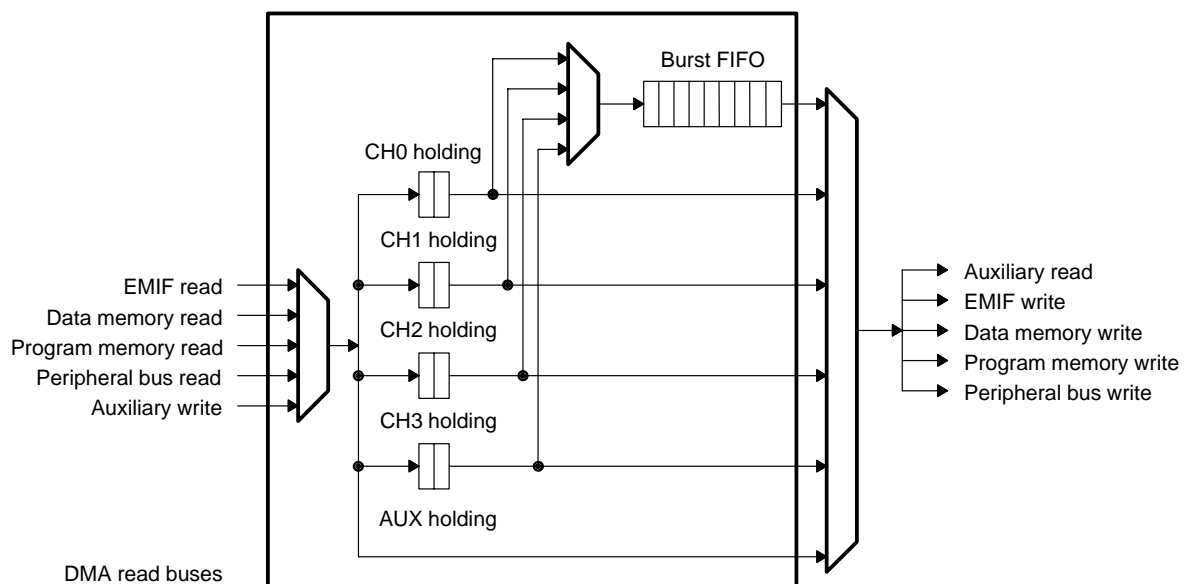 Burst FIFO
CH0 holding
CH1 holding
EMIF read
Data memory read
Program memory read
Peripheral bus read
Auxiliary write
CH2 holding
CH3 holding
AUX holding
Auxiliary read
EMIF write
Data memory write
Program memory write
Peripheral bus write
DMA read buses